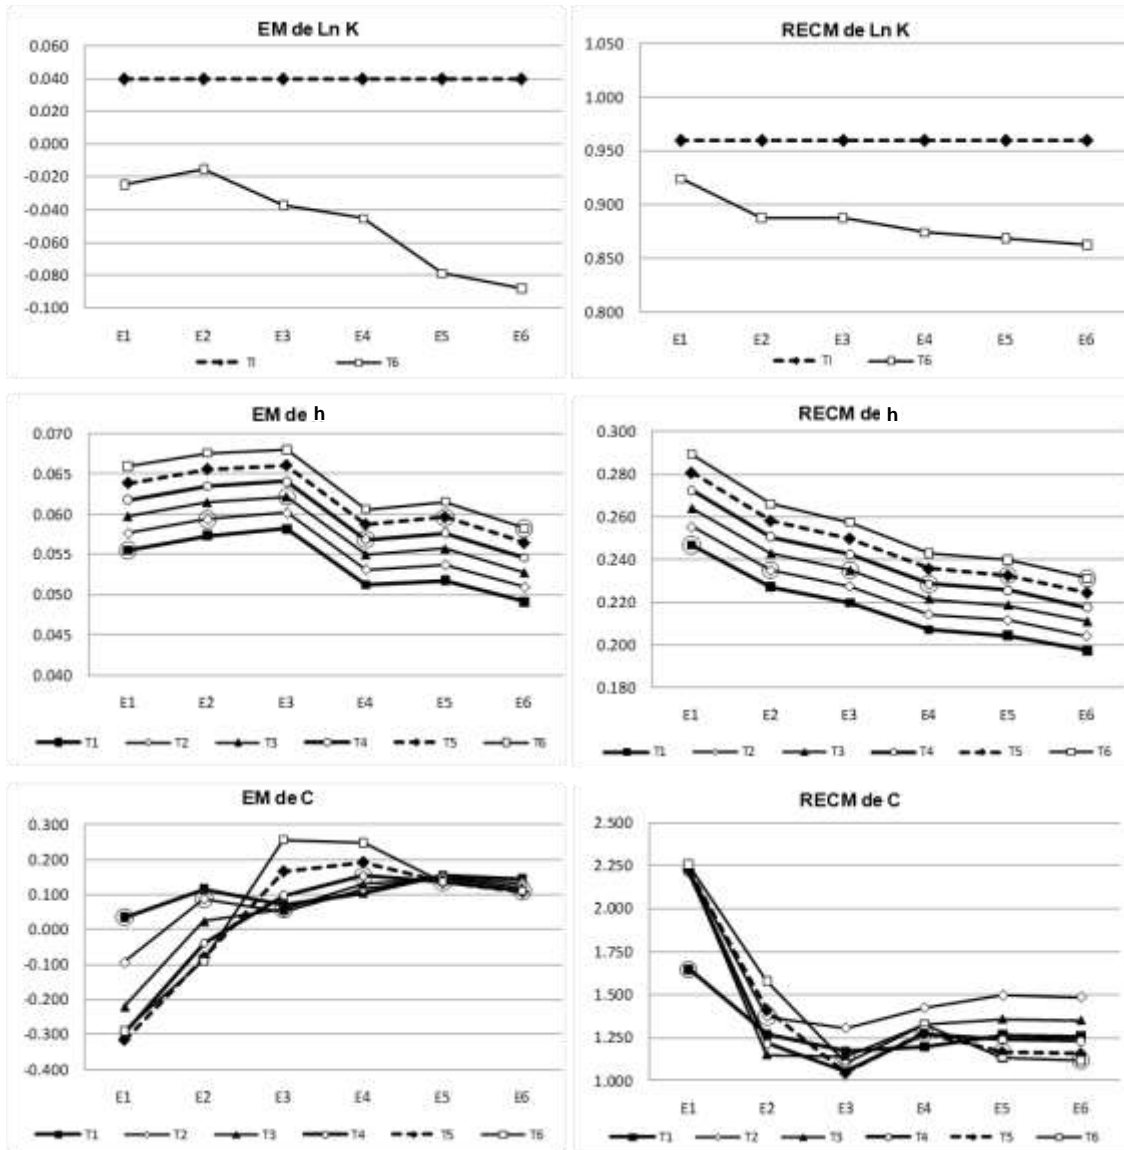 EM de Ln K
0.060
0.040
0.020
0.000
-0.020
-0.040
-0.060
-0.080
-0.100
E1 E2 E3 E4 E5 E6
TI T6
RECM de Ln K
1.050
1.000
0.950
0.900
0.850
0.800
E1 E2 E3 E4 E5 E6
TI T6
EM de h
0.070
0.065
0.060
0.055
0.050
0.045
0.040
E1 E2 E3 E4 E5 E6
T1 T2 T3 T4 T5 T6
RECM de h
0.300
0.280
0.260
0.240
0.220
0.200
0.180
E1 E2 E3 E4 E5 E6
T1 T2 T3 T4 T5 T6
EM de C
0.300
0.200
0.100
0.000
-0.100
-0.200
-0.300
-0.400
E1 E2 E3 E4 E5 E6
T1 T2 T3 T4 T5 T6
RECM de C
2.500
2.250
2.000
1.750
1.500
1.250
1.000
E1 E2 E3 E4 E5 E6
T1 T2 T3 T4 T5 T6